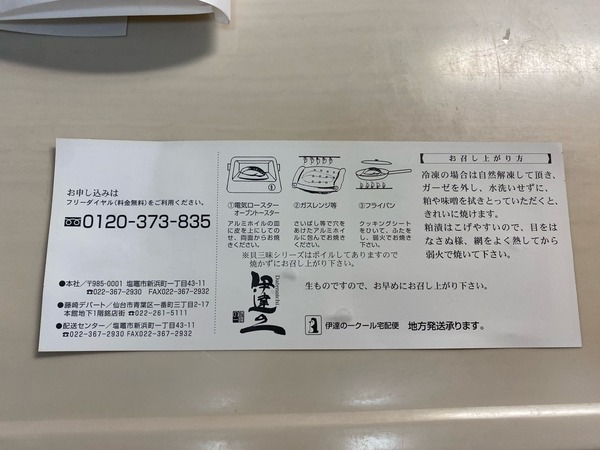 お申し込みは
フリーダイヤル(料金無料)をご利用ください。
0120-373-835
●本社/〒985-0001 塩竈市新浜町一丁目43-11
☎022-367-2930 FAX022-367-2932
●藤崎デパート/仙台市青葉区一番町三丁目2-17
本館地下1階銘店街 ☎022-261-5111
●配送センター/塩竈市新浜町一丁目43-11
☎022-367-2930 FAX022-367-2932
①電気ロースター
オーブントースター
アルミホイルの皿
に皮を上にしての
せ、両面からお焼
きください。
②ガスレンジ等
さいばし等で穴を
あけたアルミホイ
ルに包んでお焼き
ください。
③フライパン
クッキングシート
をひいて、ふたを
し、弱火でお焼き
下さい。
※貝三昧シリーズはボイルしてありますので
焼かずにお召し上がり下さい。
【お召し上がり方】
冷凍の場合は自然解凍して頂き、
ガーゼを外し、水洗いせずに、
粕や味噌を拭きとっていただくと、
きれいに焼けます。
粕漬はこげやすいので、目をは
なさぬ様、網をよく熱してから
弱火で焼いて下さい。
生ものですので、お早めにお召し上がり下さい。
伊達の一
Datenoichi
伊達の一クール宅配便 地方発送承ります。